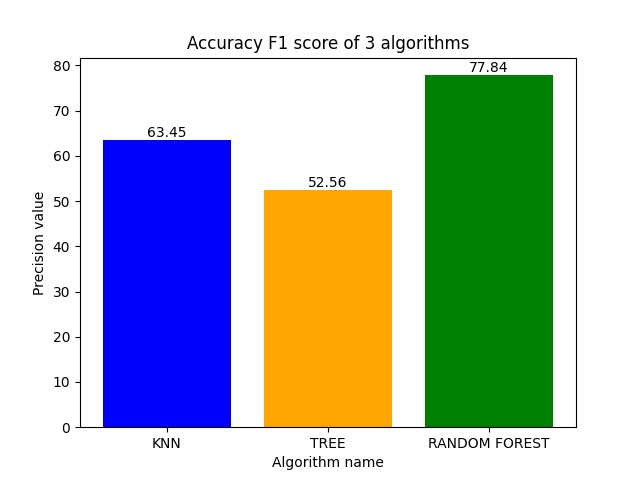 Accuracy F1 score of 3 algorithms
80
70
60
50
40
30
20
10
0
Precision value
63.45
52.56
77.84
KNN
TREE
RANDOM FOREST
Algorithm name